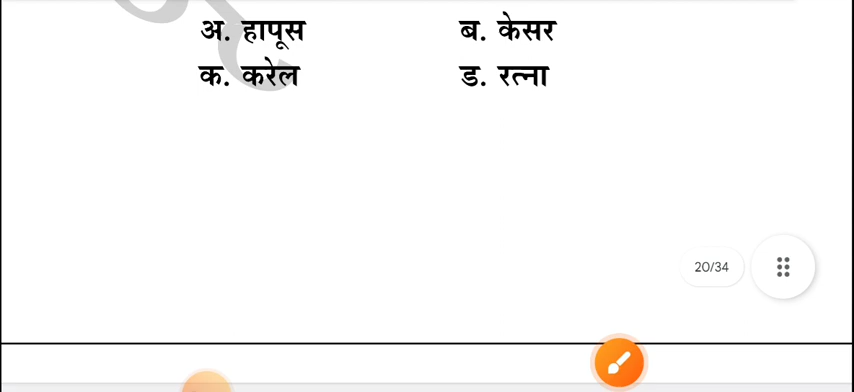 अ. हापूस ब. केसर
क. करेल ड. रत्ना
20/34